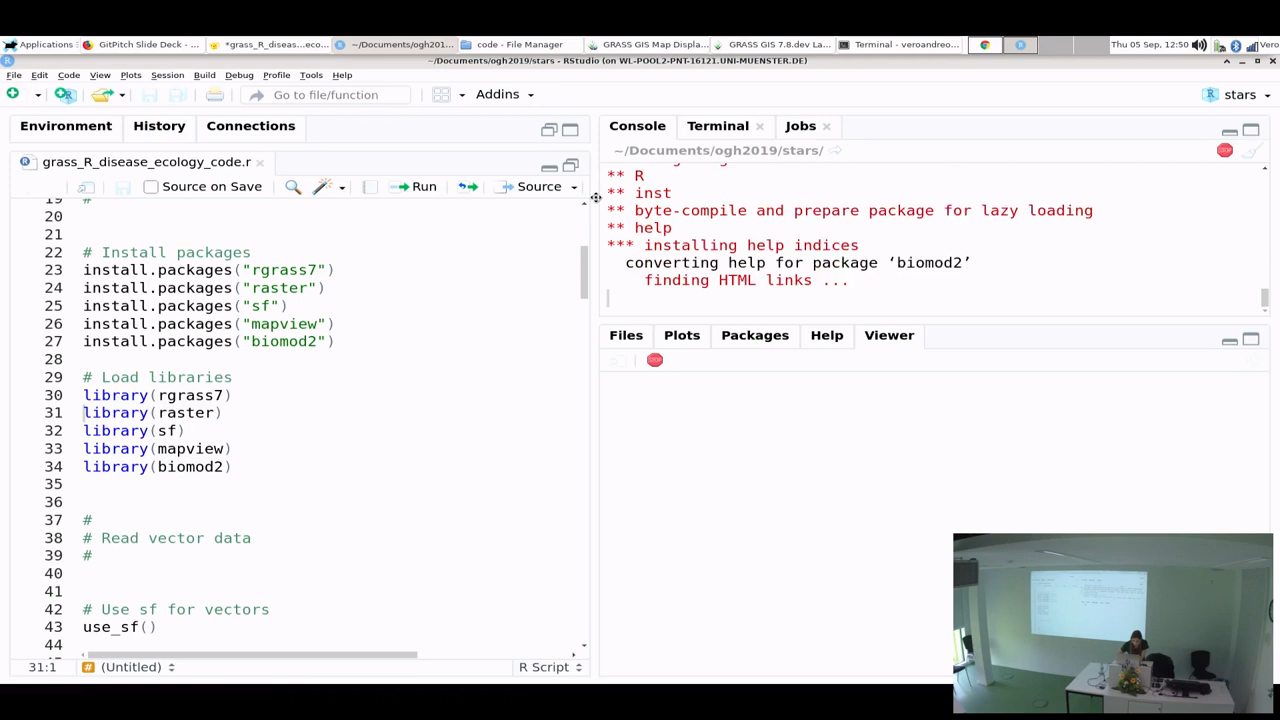 Applications
GitPitch Slide Deck - ...
*grass_R_diseas...eco...
~/Documents/ogh201...
code - File Manager
GRASS GIS Map Displa...
GRASS GIS 7.8.dev La...
Terminal - veroandreo...
Thu 05 Sep, 12:50
Vero
~/Documents/ogh2019/stars - RStudio (on WL-POOL2-PNT-16121.UNI-MUENSTER.DE)
File Edit Code View Plots Session Build Debug Profile Tools Help
Go to file/function
Addins
stars
Environment History Connections
grass_R_disease_ecology_code.r
Source on Save
Run
Source
19 #
20
21
22 # Install packages
23 install.packages("rgrass7")
24 install.packages("raster")
25 install.packages("sf")
26 install.packages("mapview")
27 install.packages("biomod2")
28
29 # Load libraries
30 library(rgrass7)
31 library(raster)
32 library(sf)
33 library(mapview)
34 library(biomod2)
35
36
37 #
38 # Read vector data
39 #
40
41
42 # Use sf for vectors
43 use_sf()
44
31:1 # (Untitled) R Script
Console Terminal Jobs
~/Documents/ogh2019/stars/
STOP
** R
** inst
** byte-compile and prepare package for lazy loading
** help
*** installing help indices
converting help for package ‘biomod2’
finding HTML links ...
Files Plots Packages Help Viewer
STOP